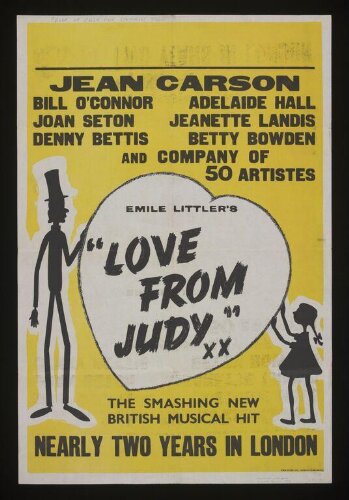 JEAN CARSON
BILL O'CONNOR ADELAIDE HALL
JOAN SETON JEANETTE LANDIS
DENNY BETTIS BETTY BOWDEN
AND COMPANY OF
50 ARTISTES
EMILE LITTLER'S
"LOVE
FROM
JUDY"
xx
THE SMASHING NEW
BRITISH MUSICAL HIT
NEARLY TWO YEARS IN LONDON